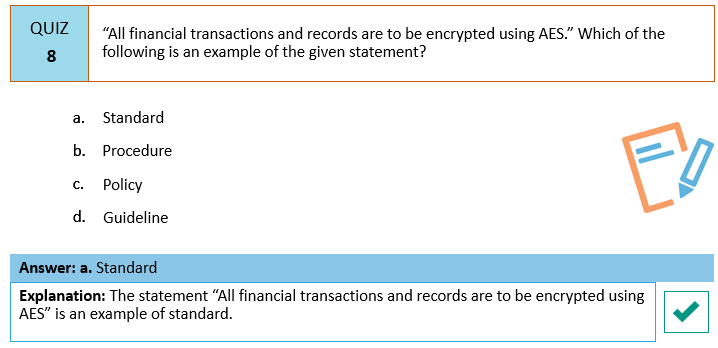 QUIZ
8
“All financial transactions and records are to be encrypted using AES.” Which of the
following is an example of the given statement?
a. Standard
b. Procedure
c. Policy
d. Guideline
Answer: a. Standard
Explanation: The statement “All financial transactions and records are to be encrypted using
AES” is an example of standard.